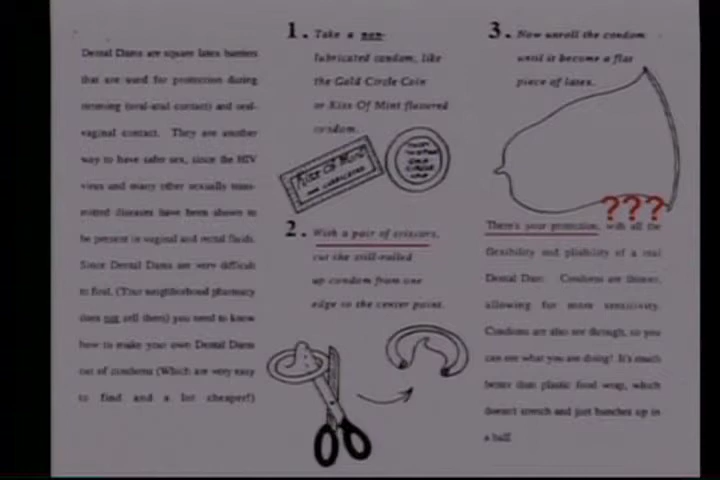 Dental Dams are square latex barriers
that are used for protection during
rimming (oral-anal contact) and oral-
vaginal contact. They are another
way to have safer sex, since the HIV
virus and many other sexually trans-
mitted diseases have been shown to
be present in vaginal and rectal fluids.
Since Dental Dams are very difficult
to find, (Your neighborhood pharmacy
does not sell them) you need to know
how to make your own Dental Dam
out of condoms (Which are very easy
to find and a lot cheaper!)
1. Take a non-
lubricated condom, like
the Gold Circle Coin
or Kiss Of Mint flavored
condom.
Kiss of Mint
2. With a pair of scissors,
cut the still-rolled
up condom from one
edge to the center point.
3. Now unroll the condom
until it become a flat
piece of latex.
???
There's your protection, with all the
flexibility and pliability of a real
Dental Dam. Condoms are thinner,
allowing for more sensitivity.
Condoms are also see through, so you
can see what you are doing! It's much
better than plastic food wrap, which
doesn't stretch and just bunches up in
a ball.